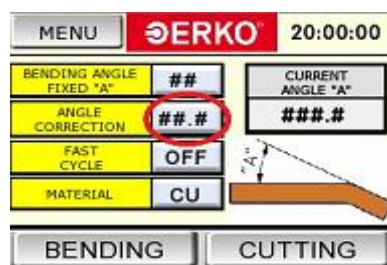 MENU ERKO 20:00:00
BENDING ANGLE
FIXED "A"
##
CURRENT
ANGLE "A"
ANGLE
CORRECTION
##.#
###.#
FAST
CYCLE
OFF
"A"
MATERIAL
CU
BENDING CUTTING